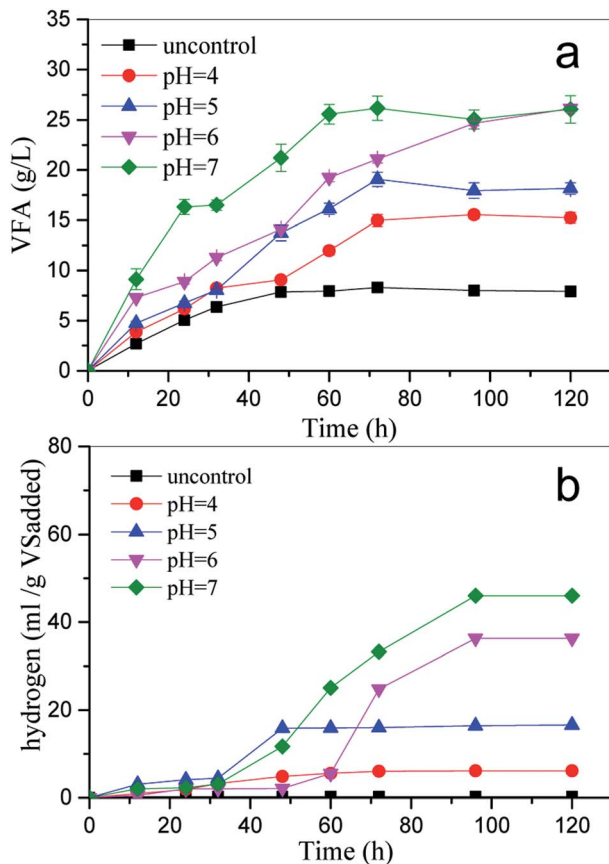 35
30
25
20
15
10
5
0
VFA (g/L)
uncontrol
pH=4
pH=5
pH=6
pH=7
a
0 20 40 60 80 100 120
Time (h)
80
60
40
20
0
hydrogen (ml /g VSadded)
uncontrol
pH=4
pH=5
pH=6
pH=7
b
0 20 40 60 80 100 120
Time (h)